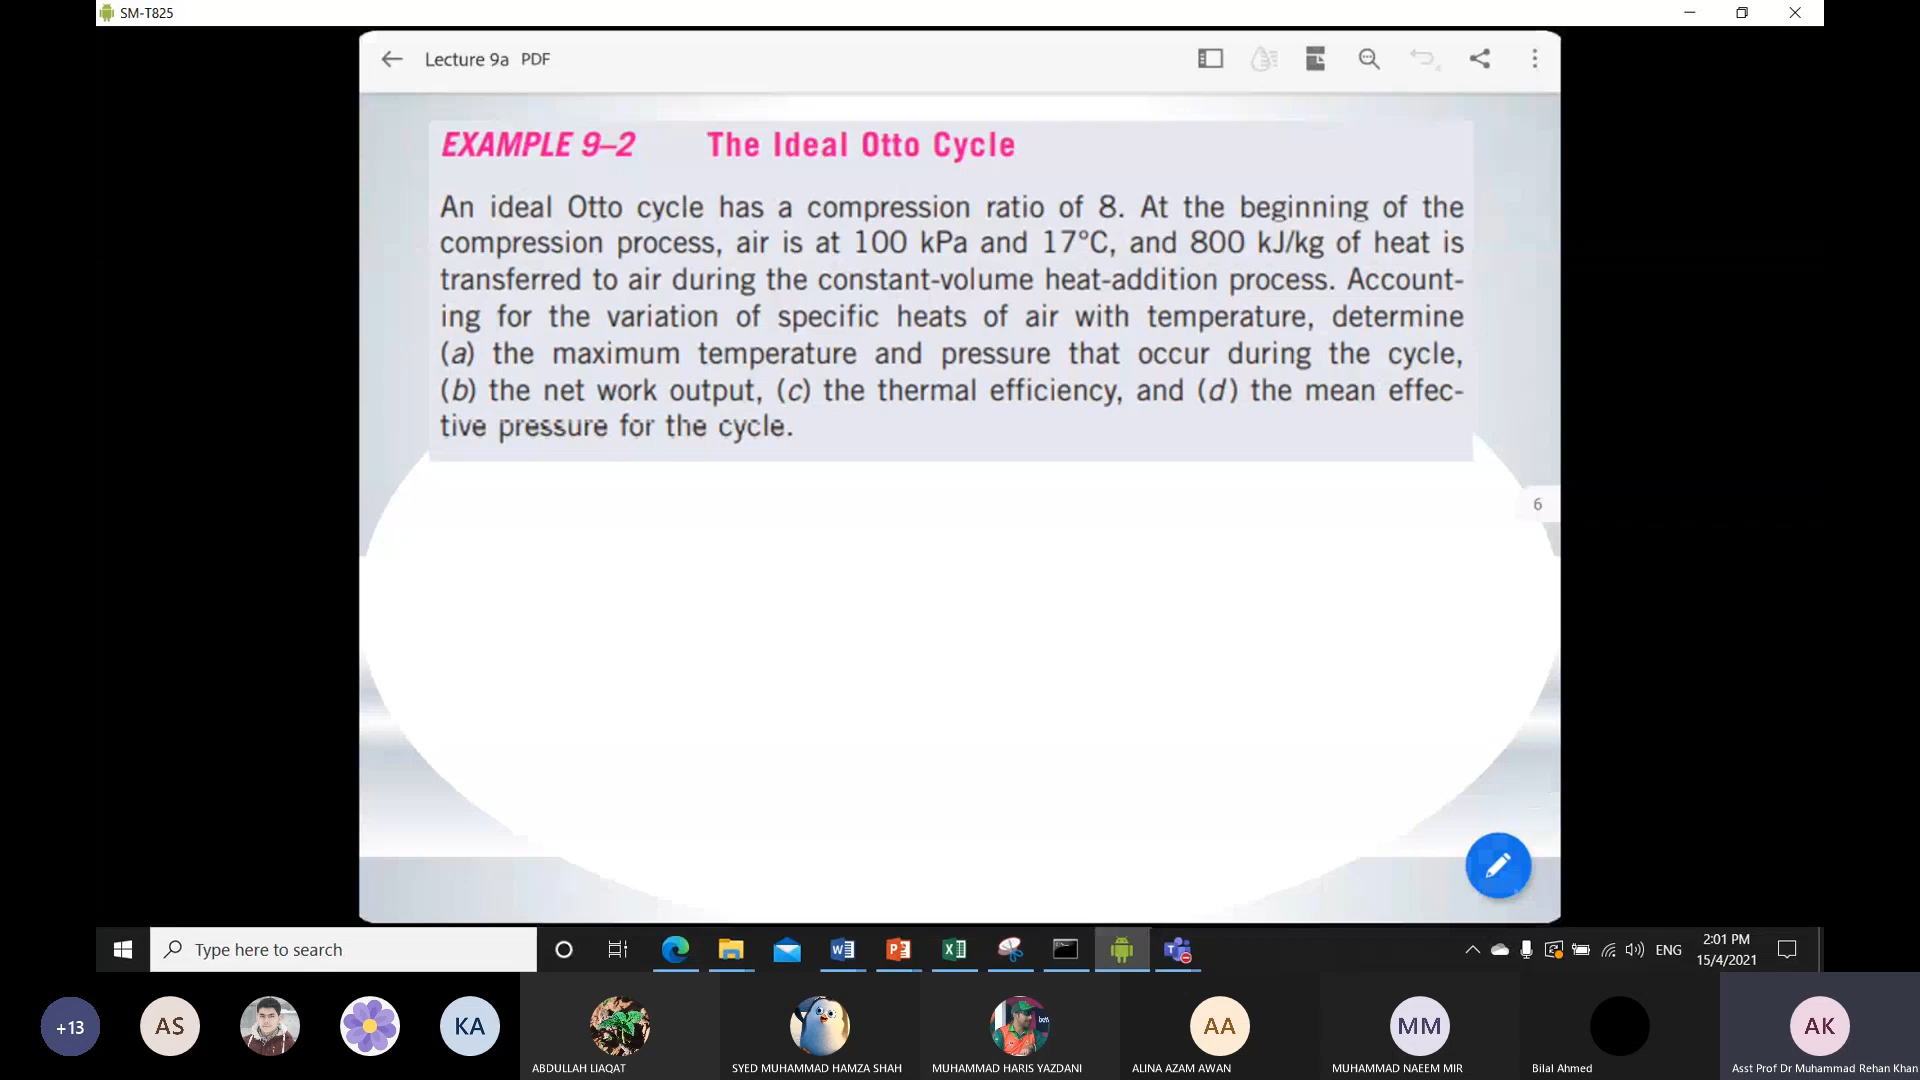 SM-T825
Lecture 9a PDF
EXAMPLE 9–2 The Ideal Otto Cycle
An ideal Otto cycle has a compression ratio of 8. At the beginning of the
compression process, air is at 100 kPa and 17°C, and 800 kJ/kg of heat is
transferred to air during the constant-volume heat-addition process. Account-
ing for the variation of specific heats of air with temperature, determine
(a) the maximum temperature and pressure that occur during the cycle,
(b) the net work output, (c) the thermal efficiency, and (d) the mean effec-
tive pressure for the cycle.
6
Type here to search
ENG
2:01 PM
15/4/2021
+13
AS
KA
AA
MM
AK
ABDULLAH LIAQAT
SYED MUHAMMAD HAMZA SHAH
MUHAMMAD HARIS YAZDANI
ALINA AZAM AWAN
MUHAMMAD NAEEM MIR
Bilal Ahmed
Asst Prof Dr Muhammad Rehan Khan